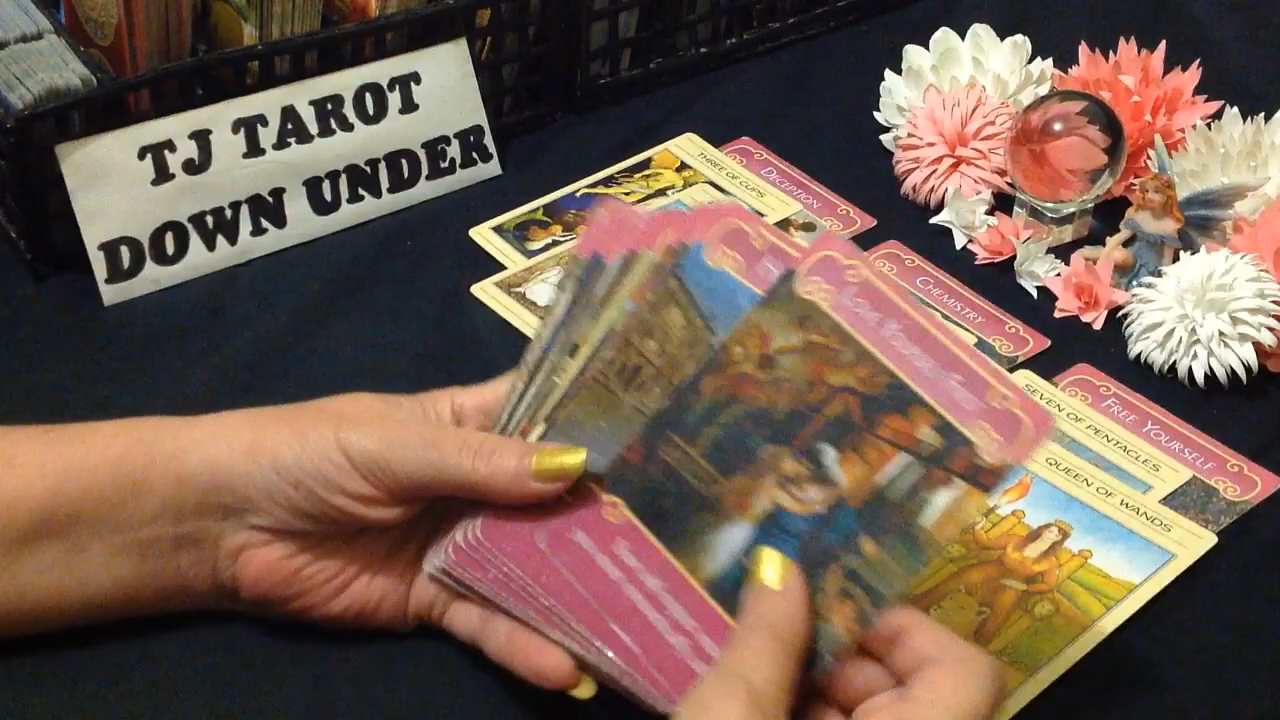 TJ TAROT
DOWN UNDER
THREE OF CUPS
DECEPTION
CHEMISTRY
FREE YOURSELF
SEVEN OF PENTACLES
QUEEN OF WANDS